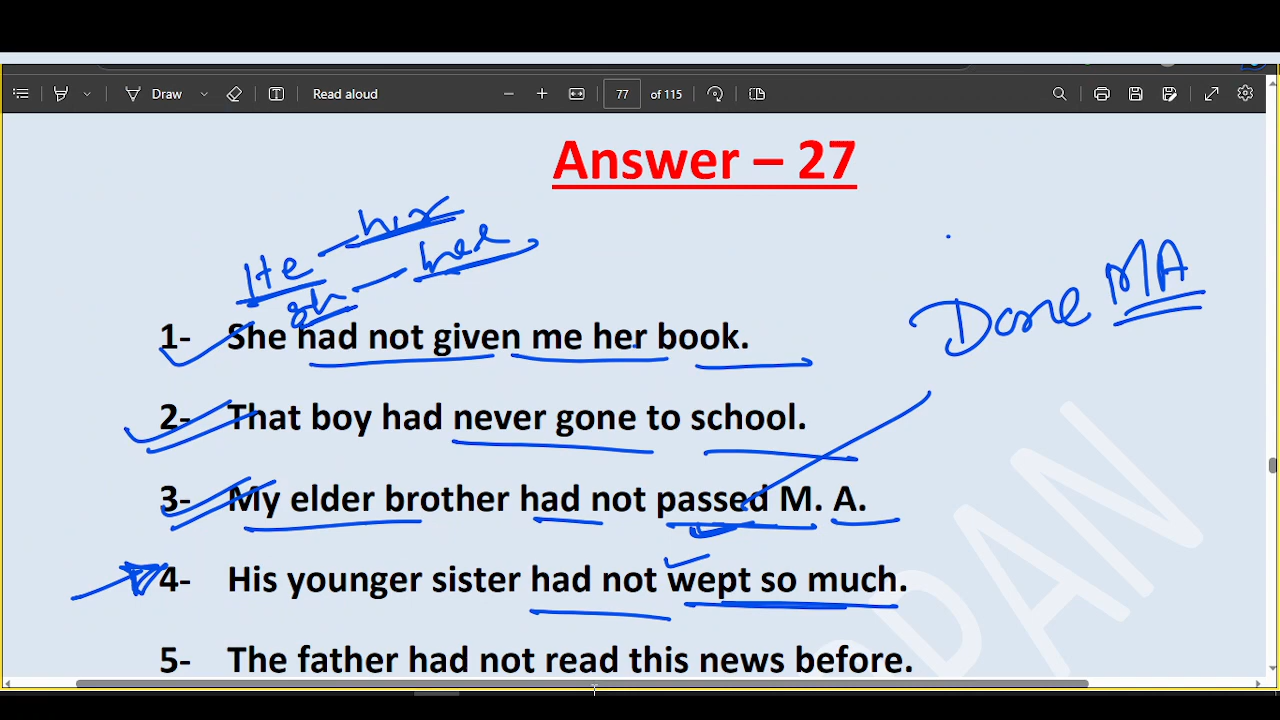 Draw
Read aloud
77 of 115
Answer – 27
He
her
Done MA
1- She had not given me her book.
2- That boy had never gone to school.
3- My elder brother had not passed M. A.
4- His younger sister had not wept so much.
5- The father had not read this news before.